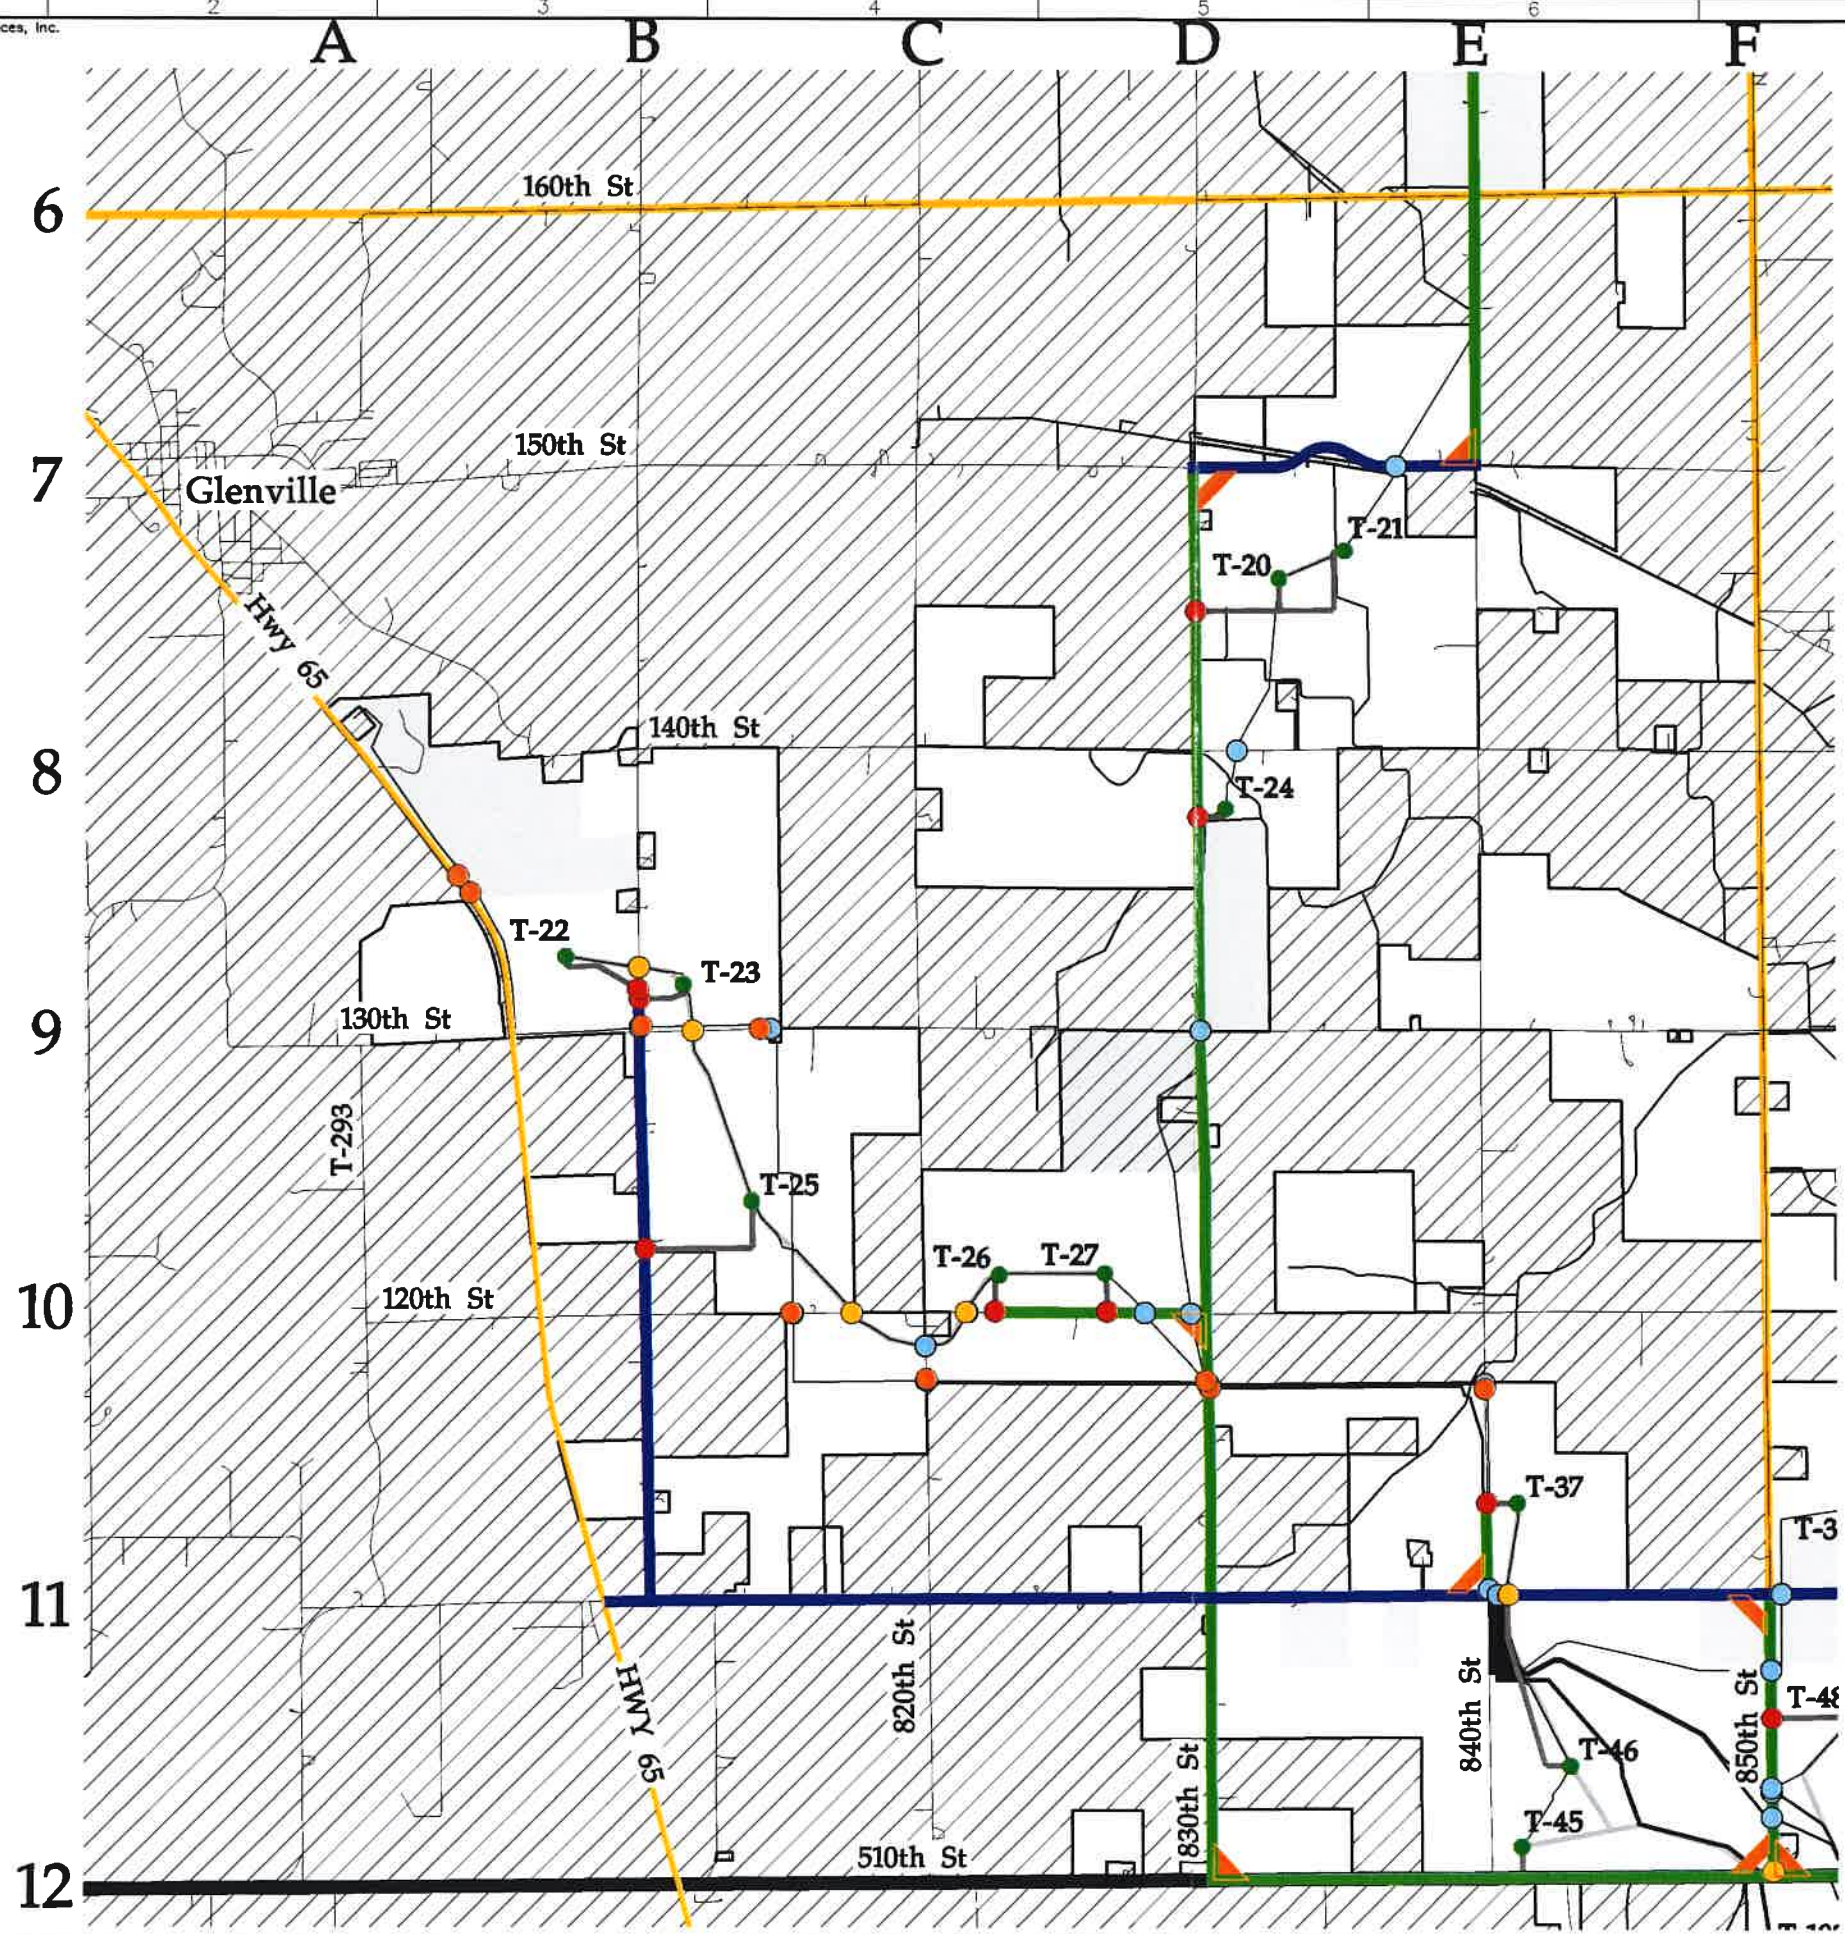 2 3 4 5 6
ces, Inc.
A B C D E F
160th St
6
150th St
7
Glenville
T-21
T-20
Hwy 65
140th St
8
T-24
T-22
T-23
130th St
9
T-293
T-25
T-26 T-27
10
120th St
T-37
T-3
11
820th St
840th St
850th St
T-48
HWY 65
830th St
T-46
T-45
510th St
12